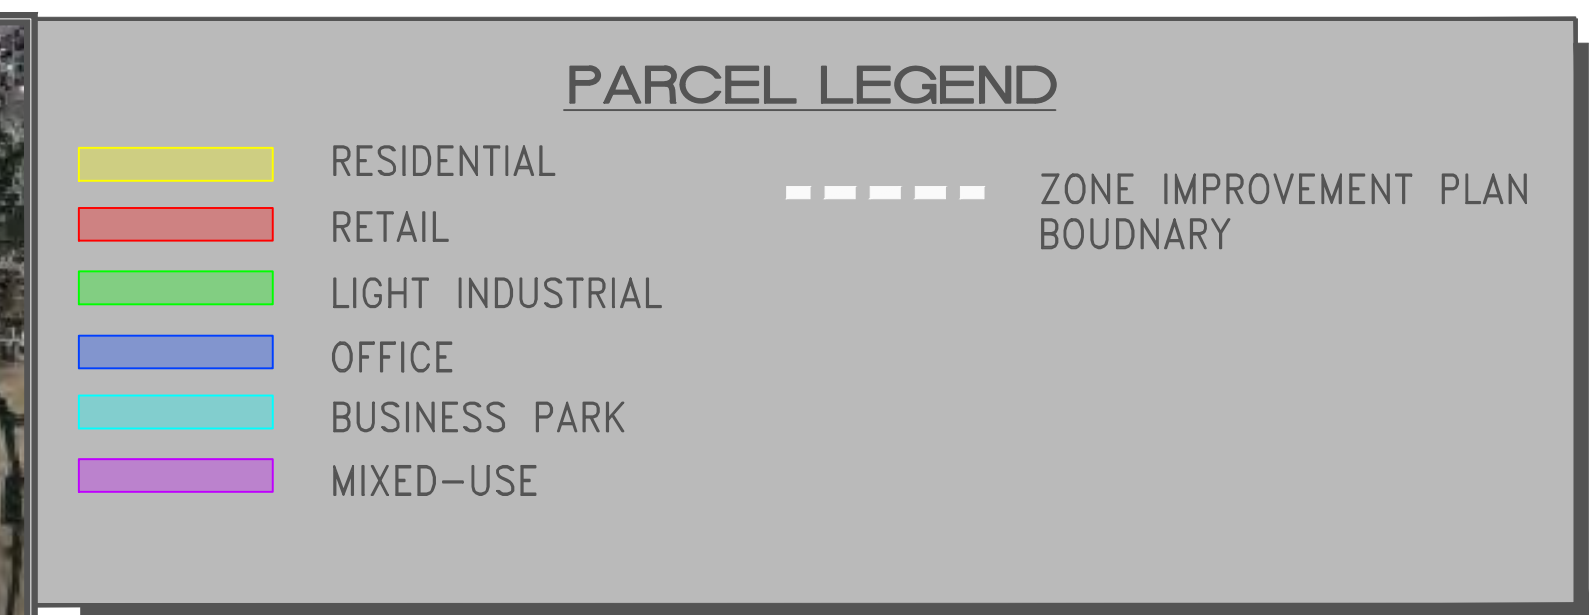 PARCEL LEGEND
RESIDENTIAL
RETAIL
LIGHT INDUSTRIAL
OFFICE
BUSINESS PARK
MIXED-USE
ZONE IMPROVEMENT PLAN
BOUDNARY